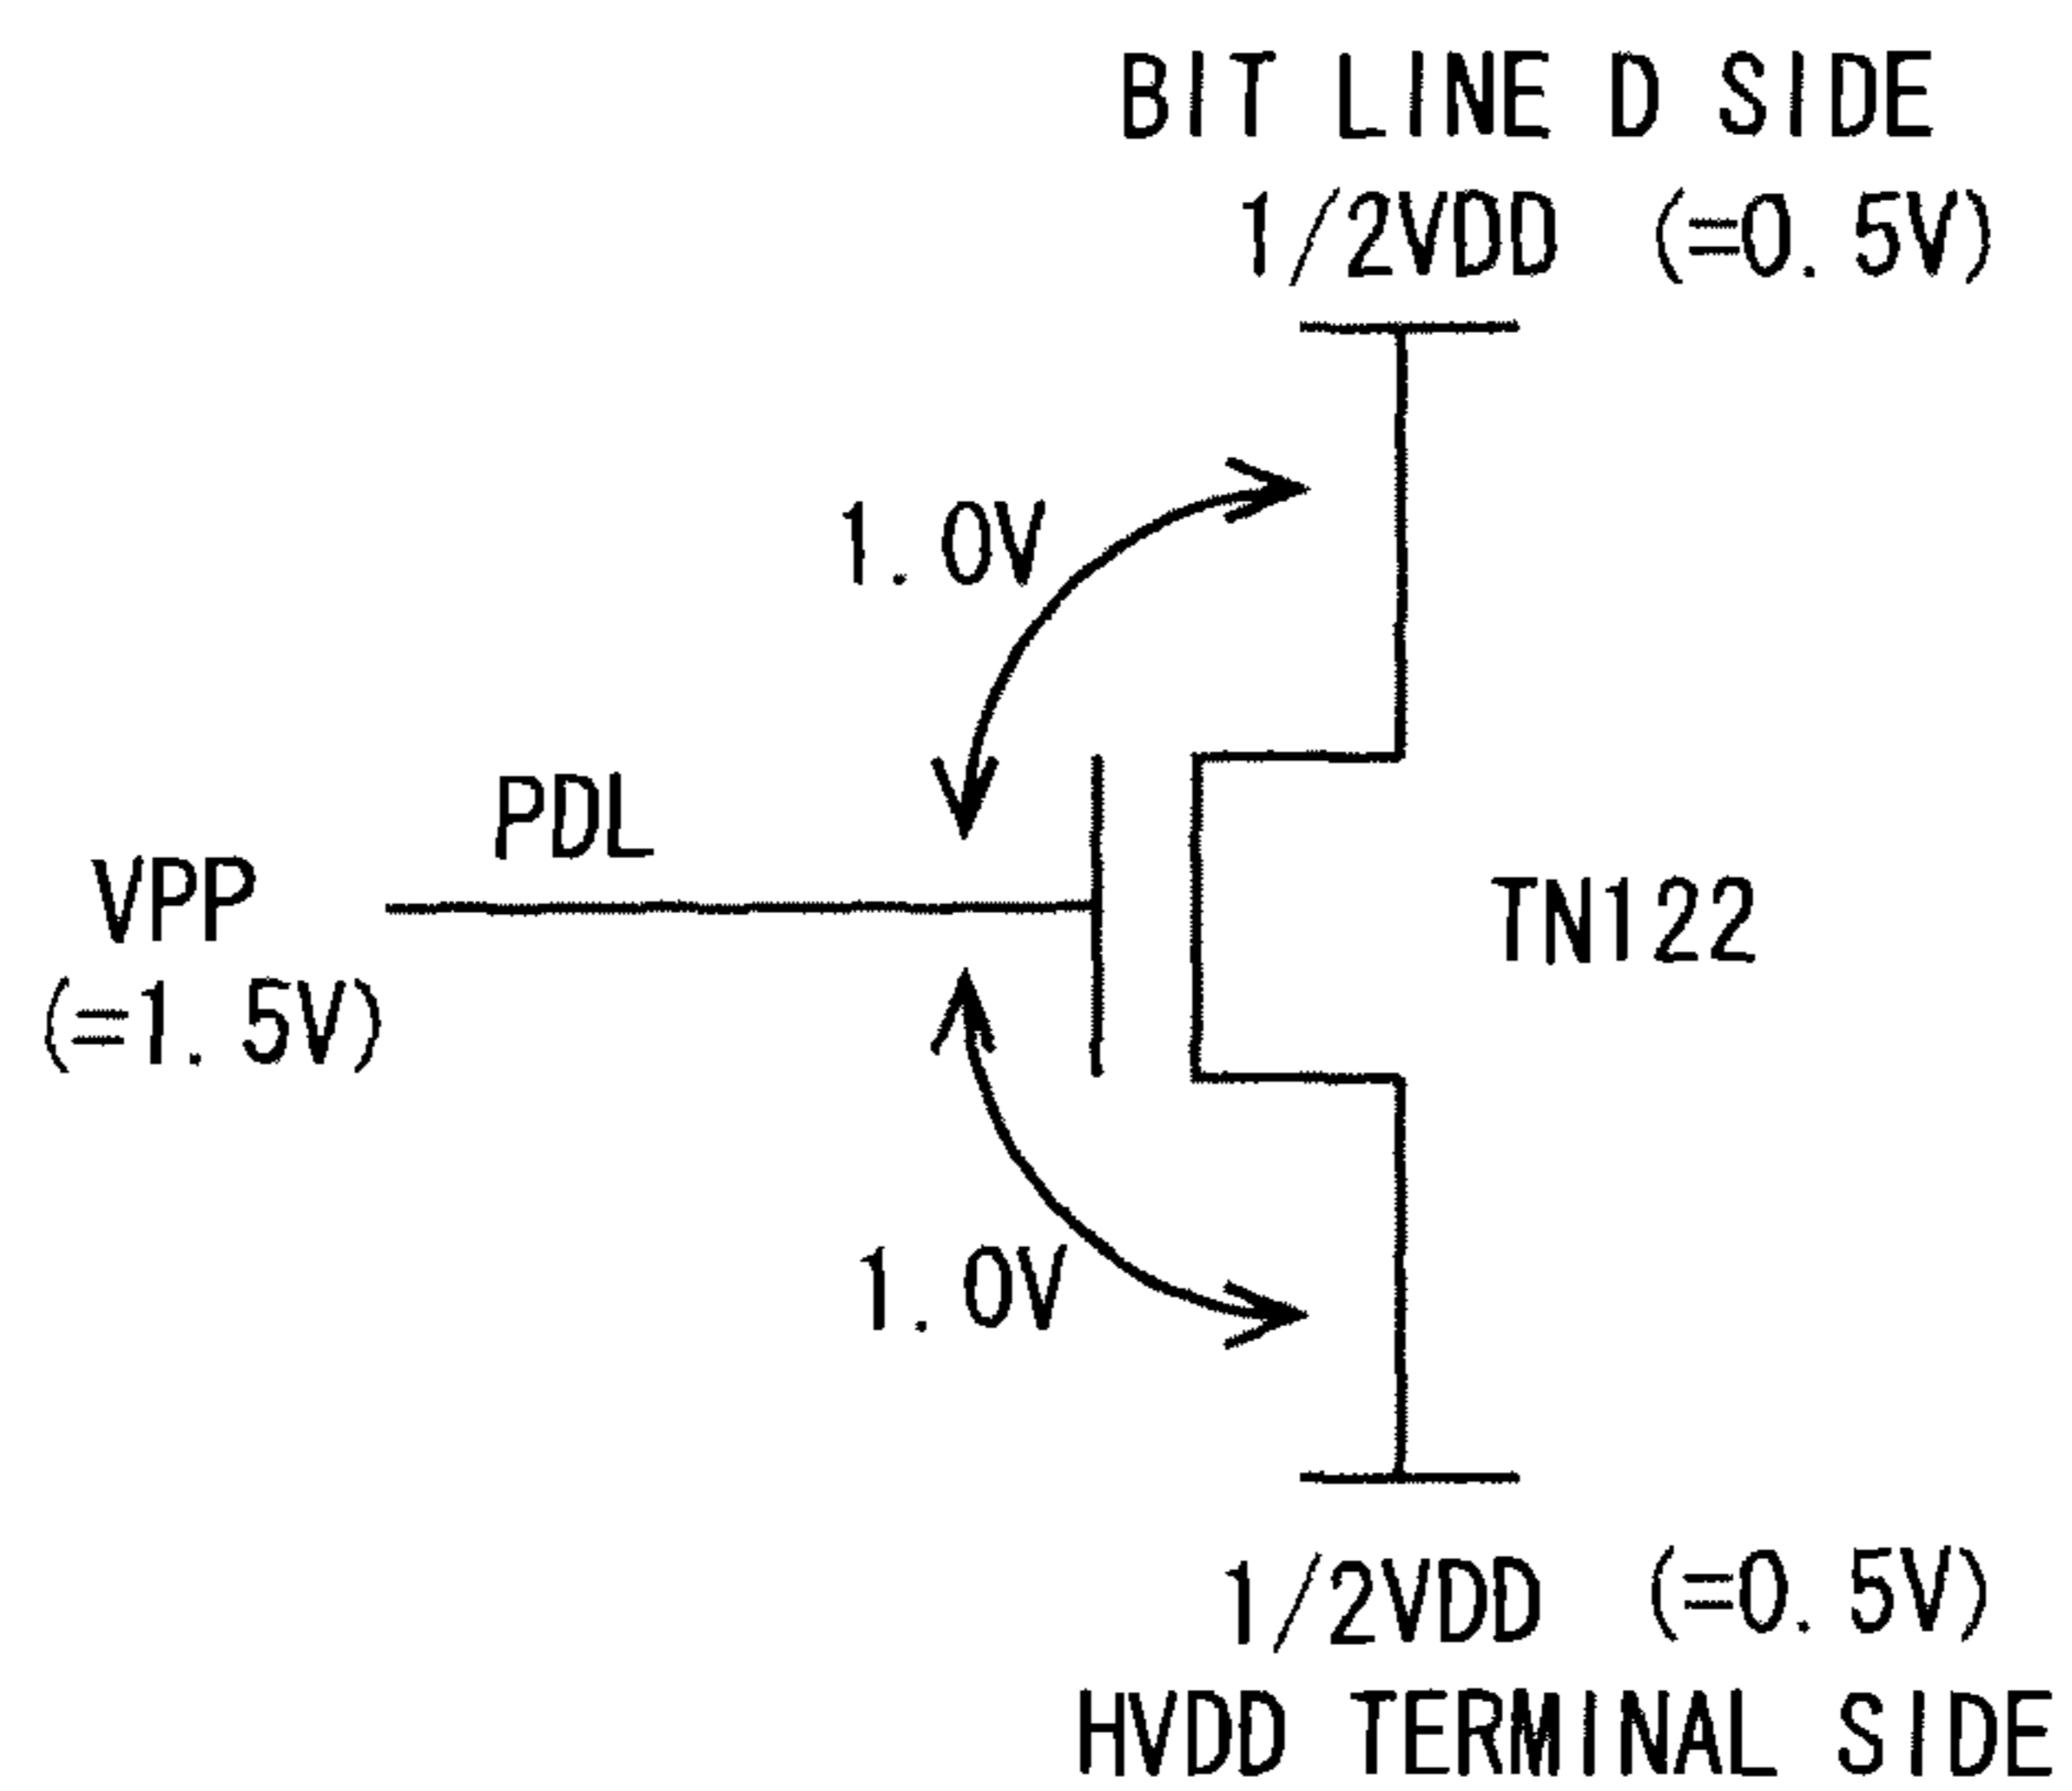 BIT LINE D SIDE
1/2VDD (=0.5V)
1.0V
PDL
VPP
(=1.5V)
TN122
1.0V
1/2VDD (=0.5V)
HVDD TERMINAL SIDE